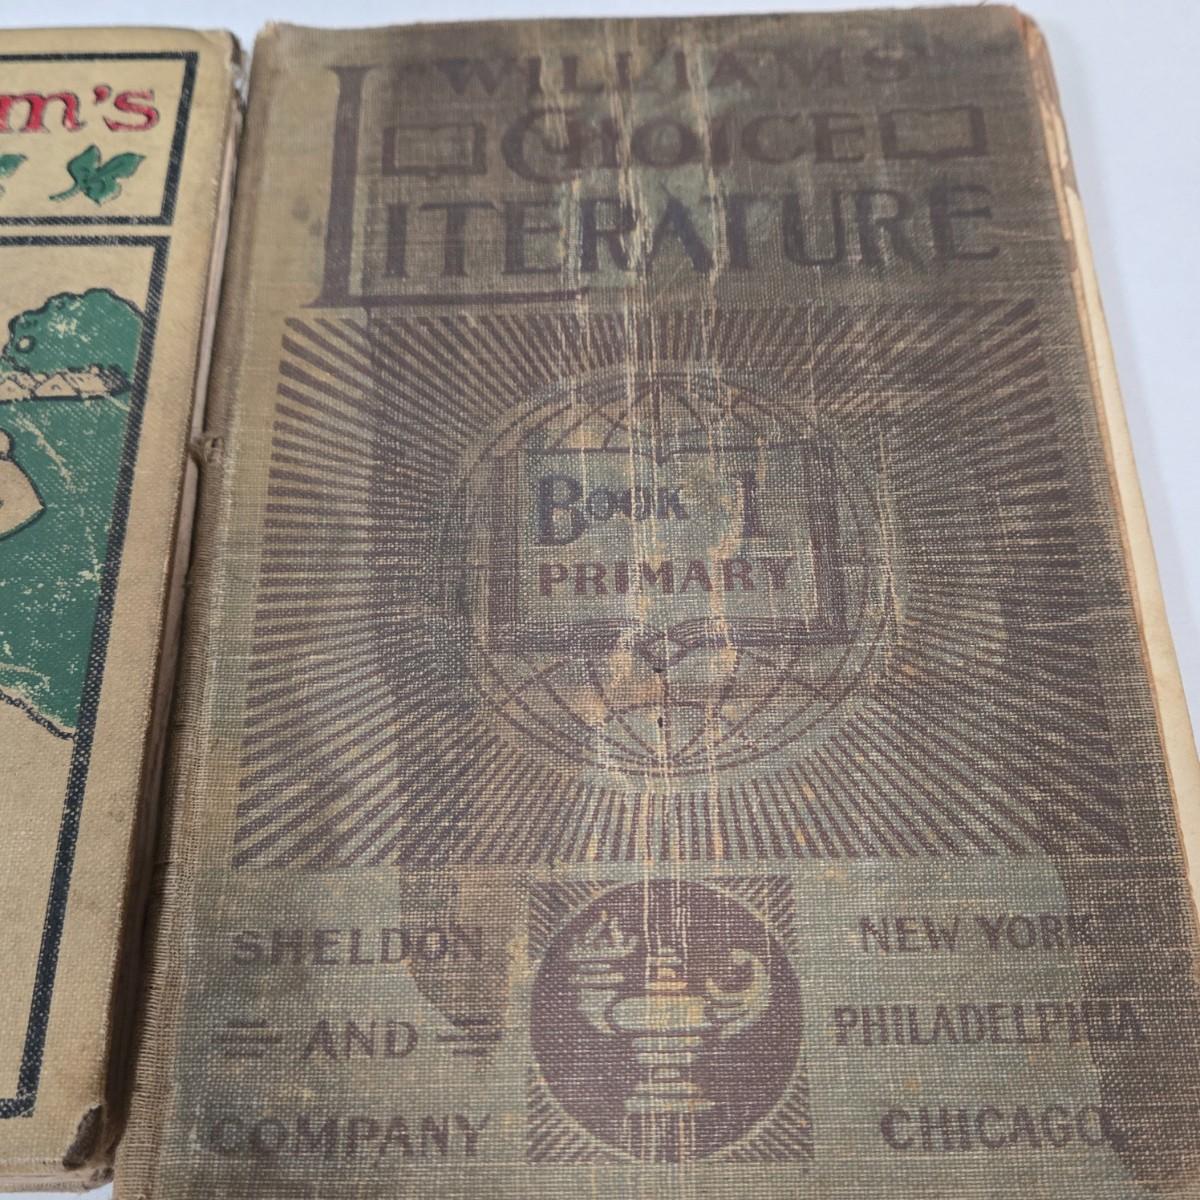 m's
WILLIAMS'
CHOICE
LITERATURE
BOOK I
PRIMARY
SHELDON
AND
COMPANY
NEW YORK
PHILADELPHIA
CHICAGO